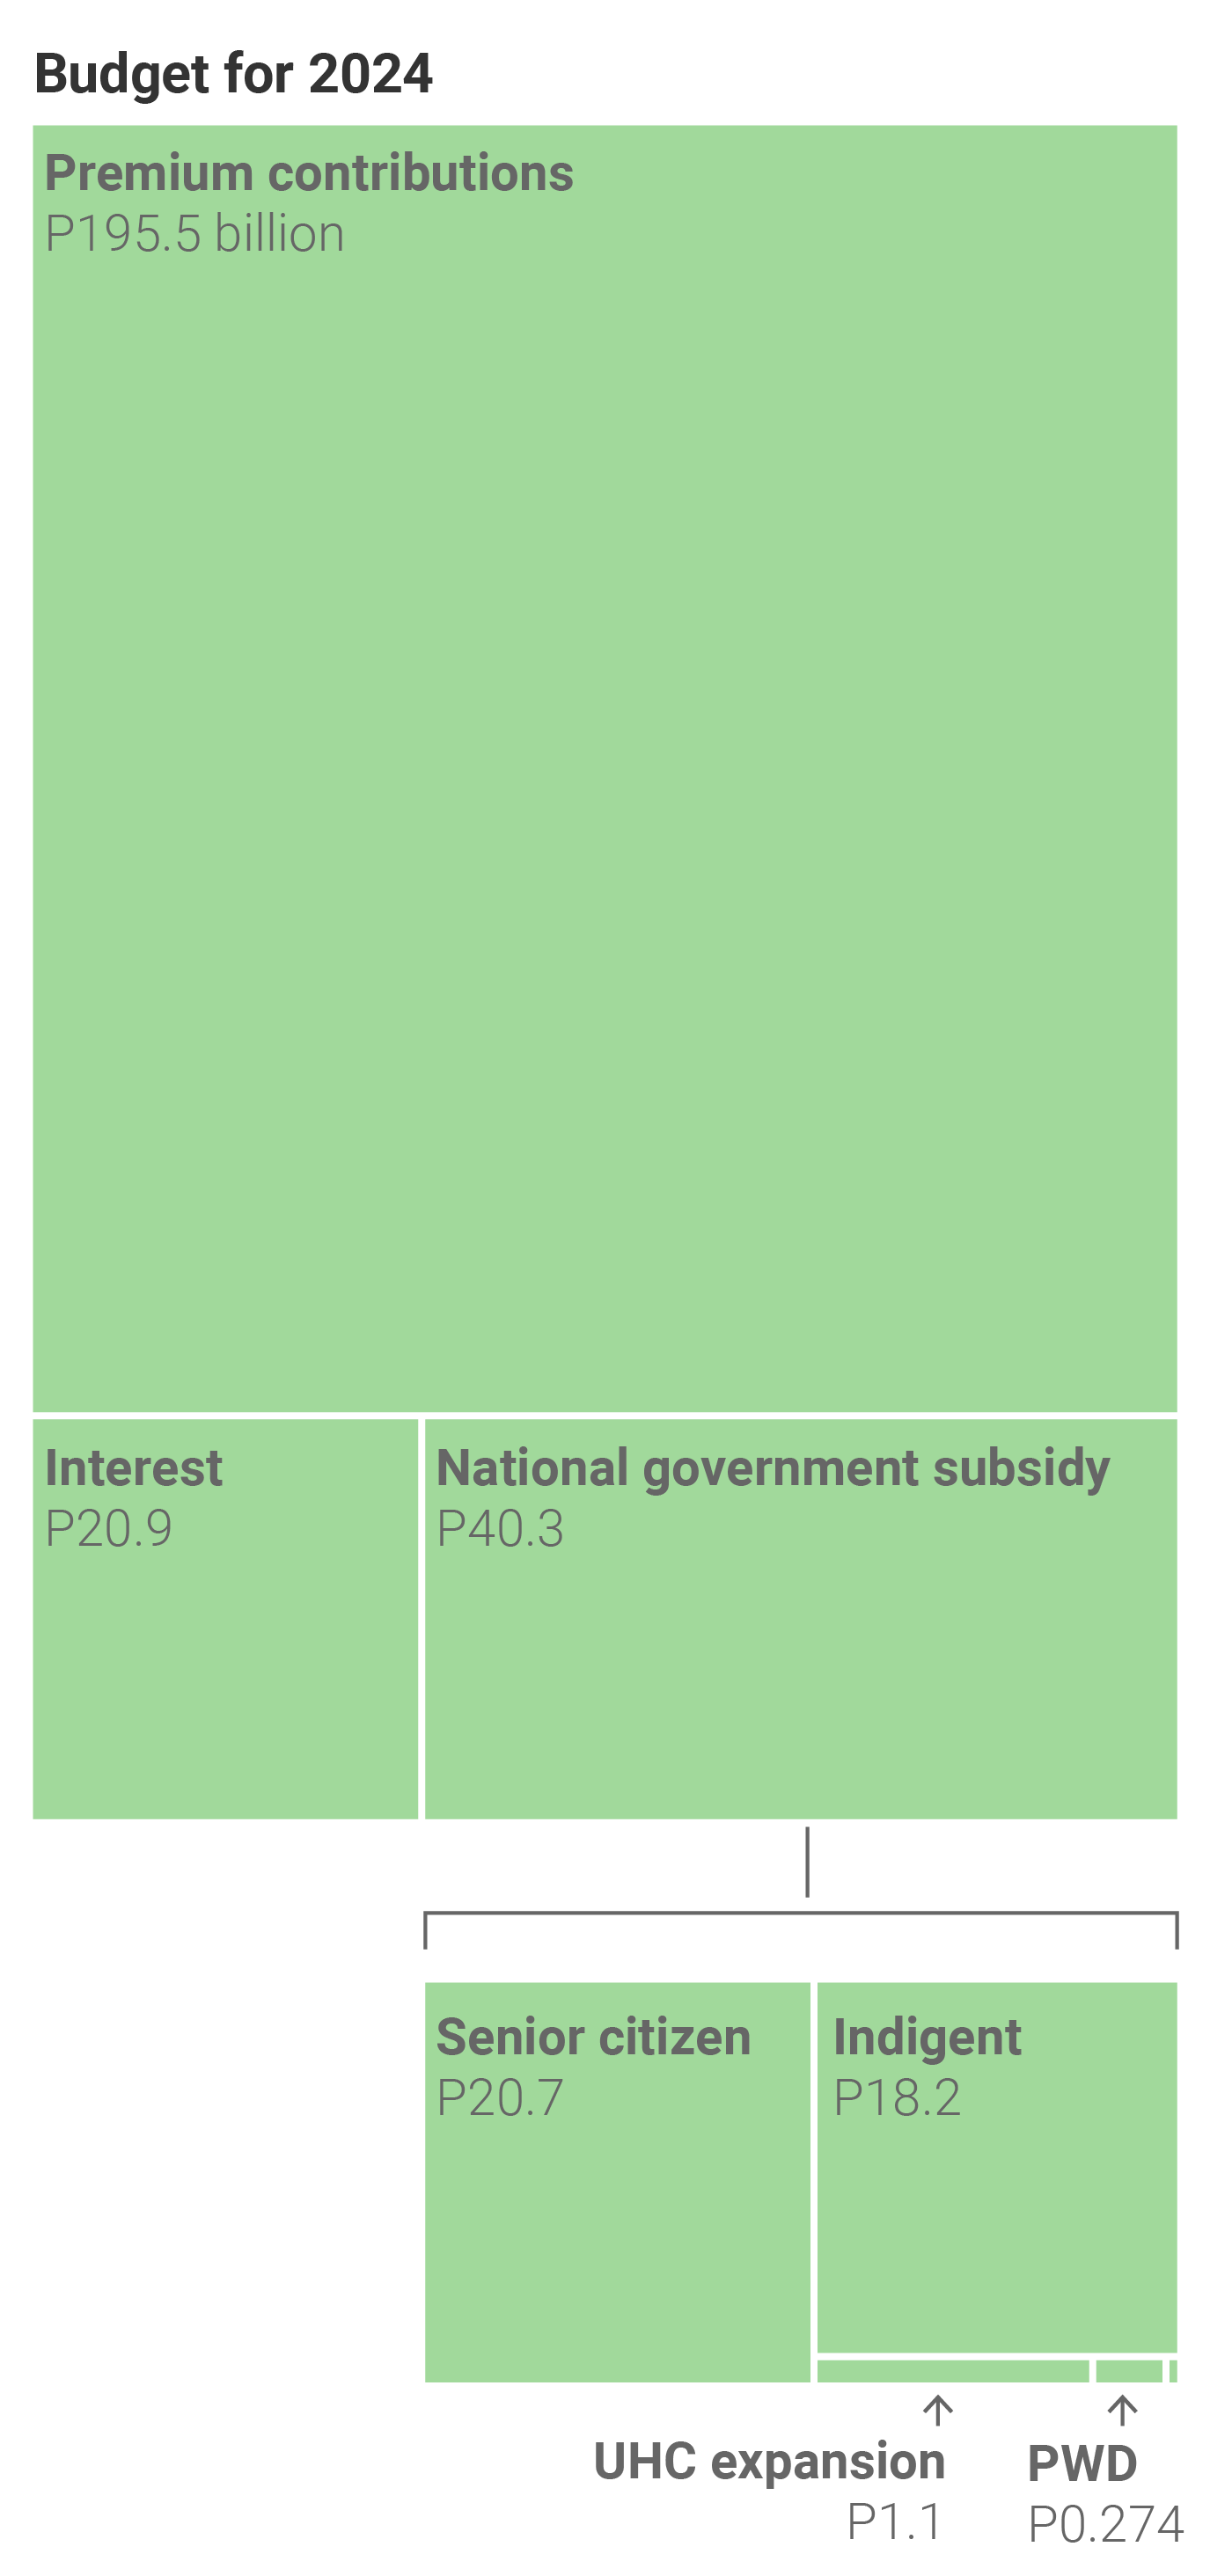 Budget for 2024
Premium contributions
P195.5 billion
Interest
P20.9
National government subsidy
P40.3
Senior citizen
P20.7
Indigent
P18.2
UHC expansion
P1.1
PWD
P0.274